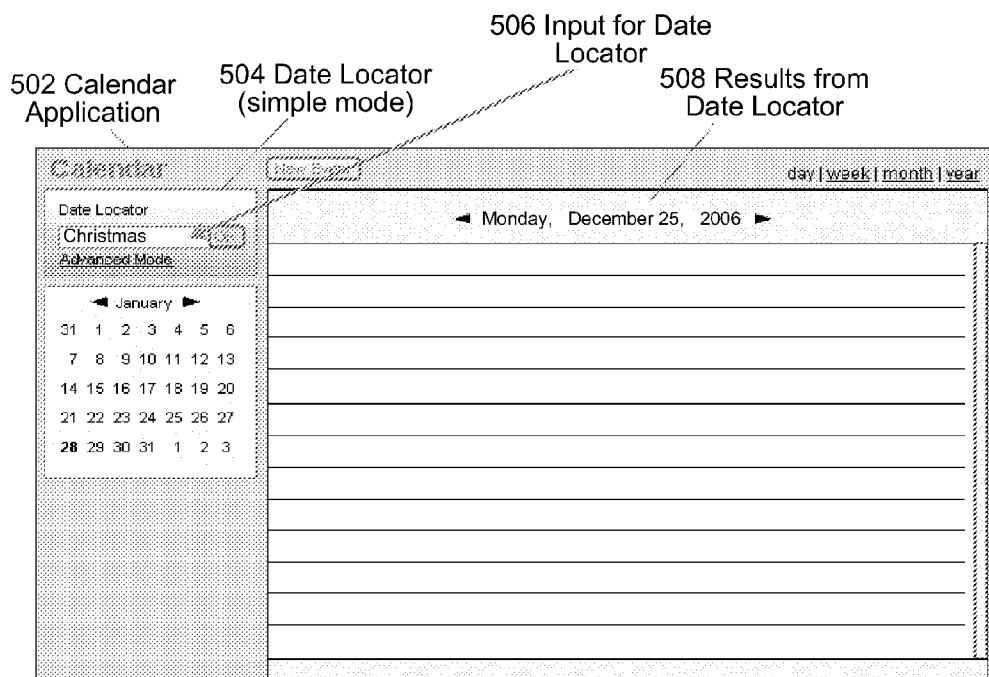 506 Input for Date
Locator
502 Calendar
Application
504 Date Locator
(simple mode)
508 Results from
Date Locator
Calendar
New Event
day | week | month | year
Date Locator
Christmas
Advanced Mode
◄ Monday, December 25, 2006 ►
◄ January ►
31 1 2 3 4 5 6
7 8 9 10 11 12 13
14 15 16 17 18 19 20
21 22 23 24 25 26 27
28 29 30 31 1 2 3